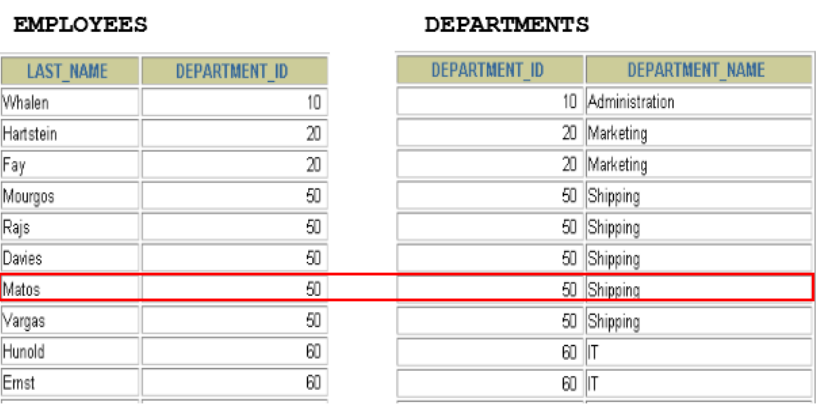 EMPLOYEES DEPARTMENTS
LAST_NAME DEPARTMENT_ID DEPARTMENT_ID DEPARTMENT_NAME
Whalen 10 10 Administration
Hartstein 20 20 Marketing
Fay 20 20 Marketing
Mourgos 50 50 Shipping
Rajs 50 50 Shipping
Davies 50 50 Shipping
Matos 50 50 Shipping
Vargas 50 50 Shipping
Hunold 60 60 IT
Ernst 60 60 IT